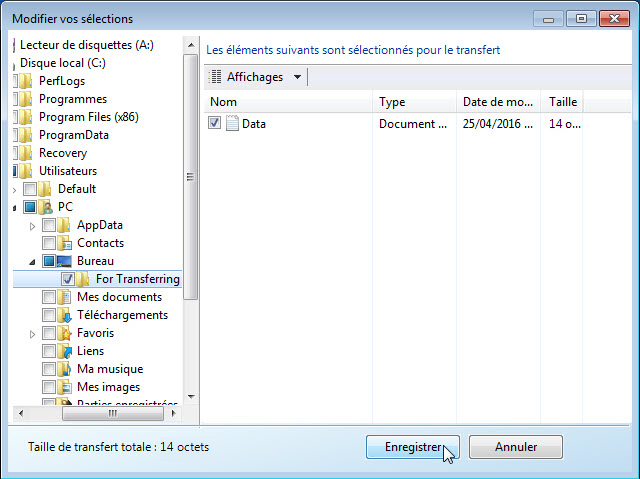 Modifier vos sélections
Lecteur de disquettes (A:)
Disque local (C:)
PerfLogs
Programmes
Program Files (x86)
ProgramData
Recovery
Utilisateurs
Default
PC
AppData
Contacts
Bureau
For Transferring
Mes documents
Téléchargements
Favoris
Liens
Ma musique
Mes images
Parties enregistrées
Les éléments suivants sont sélectionnés pour le transfert
Affichages
Nom Type Date de mo... Taille
Data Document ... 25/04/2016 ... 14 o...
Taille de transfert totale : 14 octets
Enregistrer
Annuler